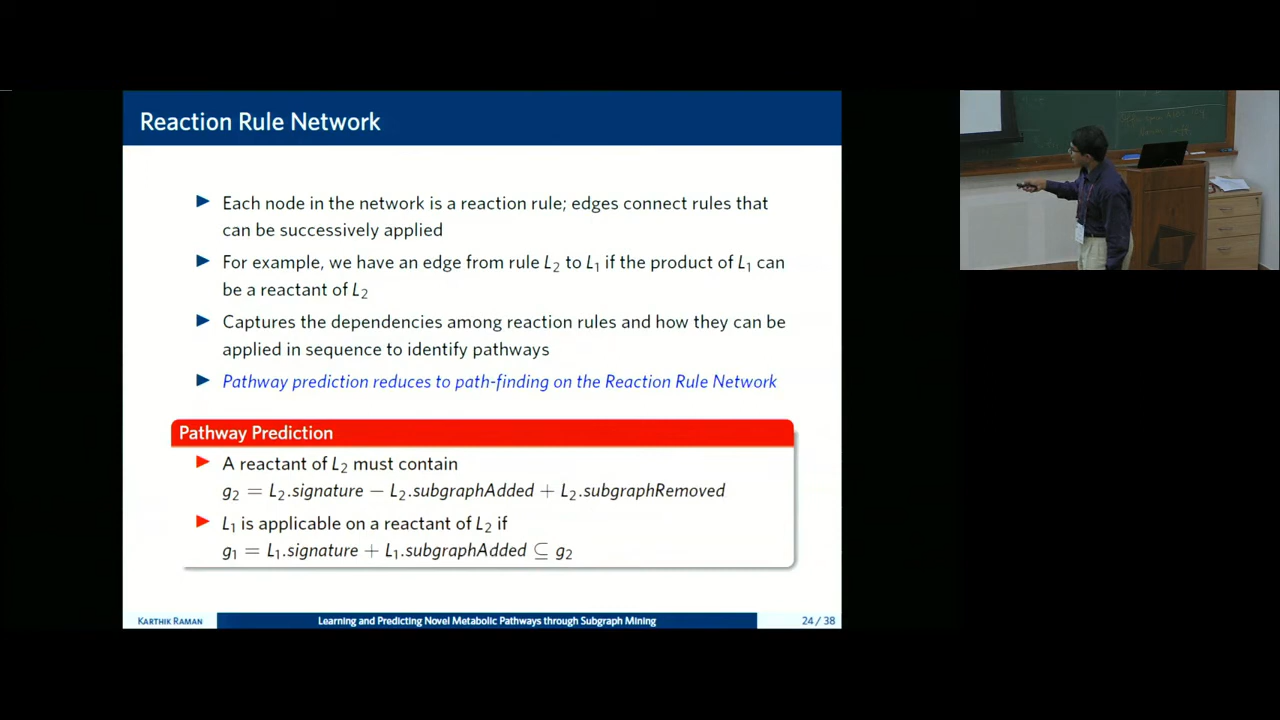 Reaction Rule Network
▶ Each node in the network is a reaction rule; edges connect rules that
can be successively applied
▶ For example, we have an edge from rule L₂ to L₁ if the product of L₁ can
be a reactant of L₂
▶ Captures the dependencies among reaction rules and how they can be
applied in sequence to identify pathways
▶ Pathway prediction reduces to path-finding on the Reaction Rule Network
Pathway Prediction
▶ A reactant of L₂ must contain
g₂ = L₂.signature − L₂.subgraphAdded + L₂.subgraphRemoved
▶ L₁ is applicable on a reactant of L₂ if
g₁ = L₁.signature + L₁.subgraphAdded ⊆ g₂
KARTHIK RAMAN
Learning and Predicting Novel Metabolic Pathways through Subgraph Mining
24 / 38